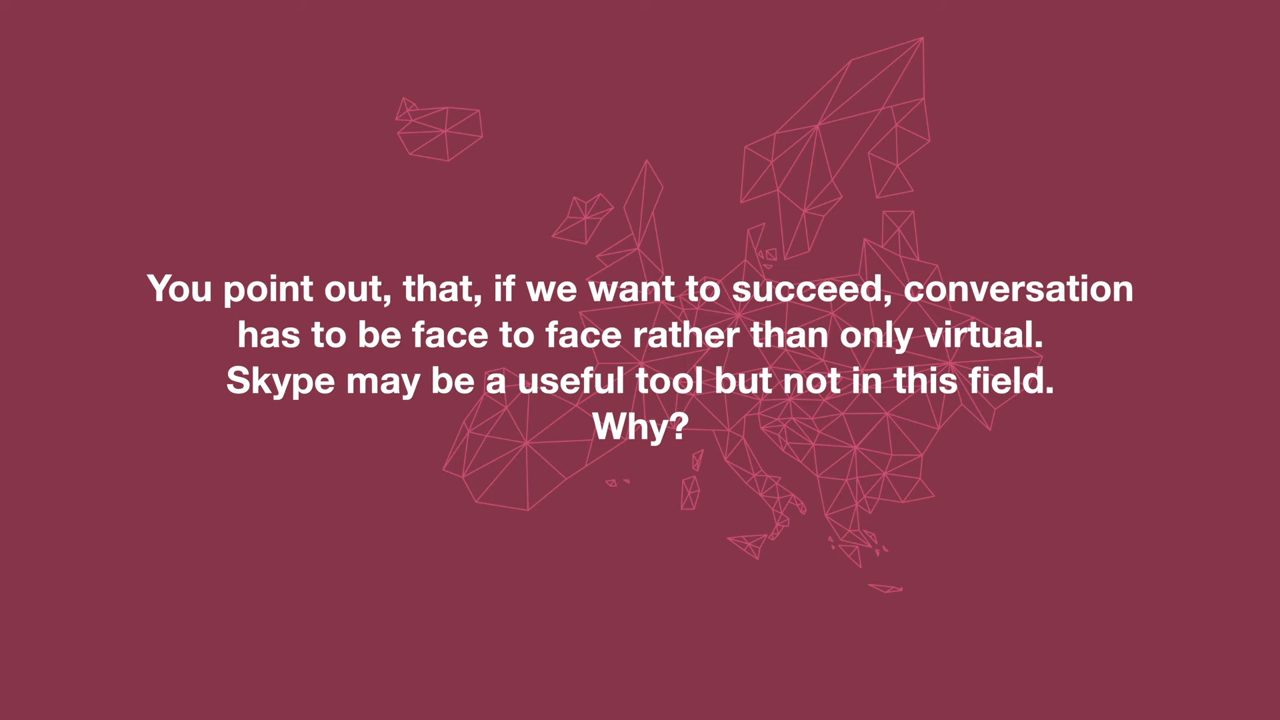 You point out, that, if we want to succeed, conversation
has to be face to face rather than only virtual.
Skype may be a useful tool but not in this field.
Why?